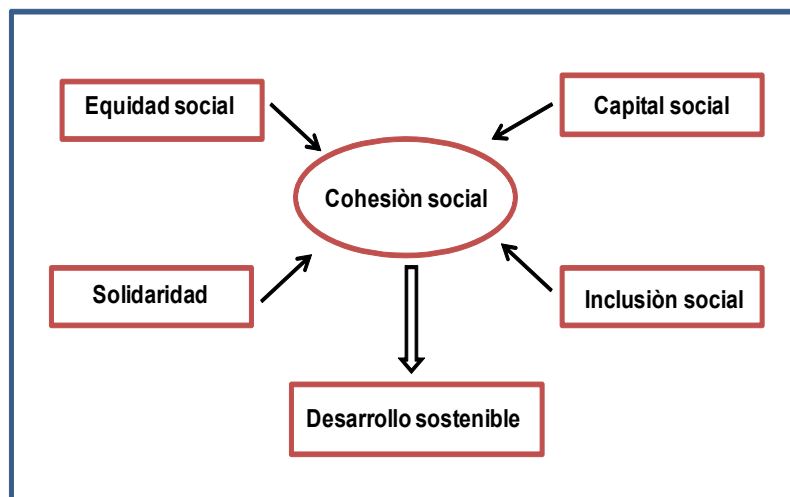 Equidad social
Capital social
Cohesiòn social
Solidaridad
Inclusiòn social
Desarrollo sostenible